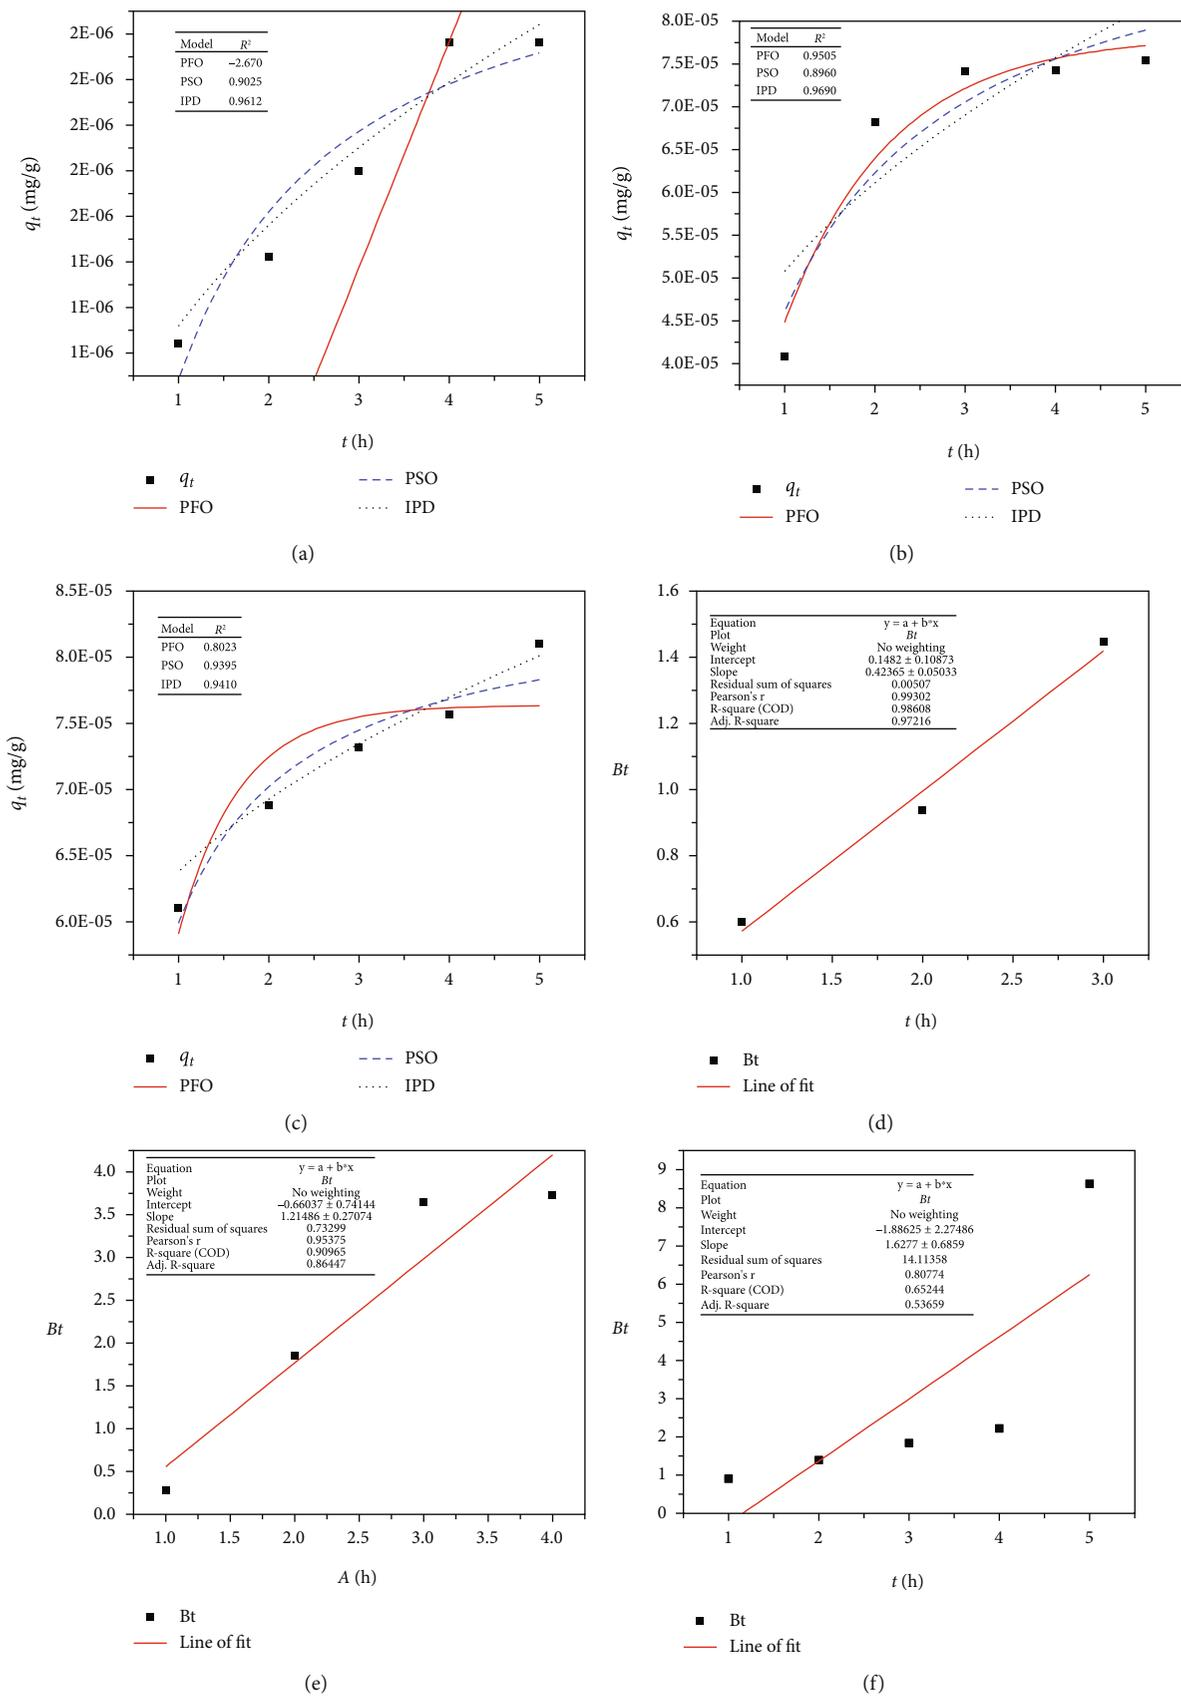 2E-06
2E-06
2E-06
2E-06
2E-06
1E-06
1E-06
1E-06
qt (mg/g)
Model R²
PFO −2.670
PSO 0.9025
IPD 0.9612
1 2 3 4 5
t (h)
qt PSO
PFO IPD
(a)
8.0E-05
7.5E-05
7.0E-05
6.5E-05
6.0E-05
5.5E-05
5.0E-05
4.5E-05
4.0E-05
qt (mg/g)
Model R²
PFO 0.9505
PSO 0.8960
IPD 0.9690
1 2 3 4 5
t (h)
qt PSO
PFO IPD
(b)
8.5E-05
8.0E-05
7.5E-05
7.0E-05
6.5E-05
6.0E-05
qt (mg/g)
Model R²
PFO 0.8023
PSO 0.9395
IPD 0.9410
1 2 3 4 5
t (h)
qt PSO
PFO IPD
(c)
1.6
1.4
1.2
1.0
0.8
0.6
Bt
Equation y = a + b*x
Plot Bt
Weight No weighting
Intercept 0.1482 ± 0.10873
Slope 0.42365 ± 0.05033
Residual sum of squares 0.00507
Pearson's r 0.99302
R-square (COD) 0.98608
Adj. R-square 0.97216
1.0 1.5 2.0 2.5 3.0
t (h)
Bt
Line of fit
(d)
4.0
3.5
3.0
2.5
2.0
1.5
1.0
0.5
0.0
Bt
Equation y = a + b*x
Plot Bt
Weight No weighting
Intercept −0.66037 ± 0.74144
Slope 1.21486 ± 0.27074
Residual sum of squares 0.73299
Pearson's r 0.95375
R-square (COD) 0.90965
Adj. R-square 0.86447
1.0 1.5 2.0 2.5 3.0 3.5 4.0
A (h)
Bt
Line of fit
(e)
9
8
7
6
5
4
3
2
1
0
Bt
Equation y = a + b*x
Plot Bt
Weight No weighting
Intercept −1.88625 ± 2.27486
Slope 1.6277 ± 0.6859
Residual sum of squares 14.11358
Pearson's r 0.80774
R-square (COD) 0.65244
Adj. R-square 0.53659
1 2 3 4 5
t (h)
Bt
Line of fit
(f)